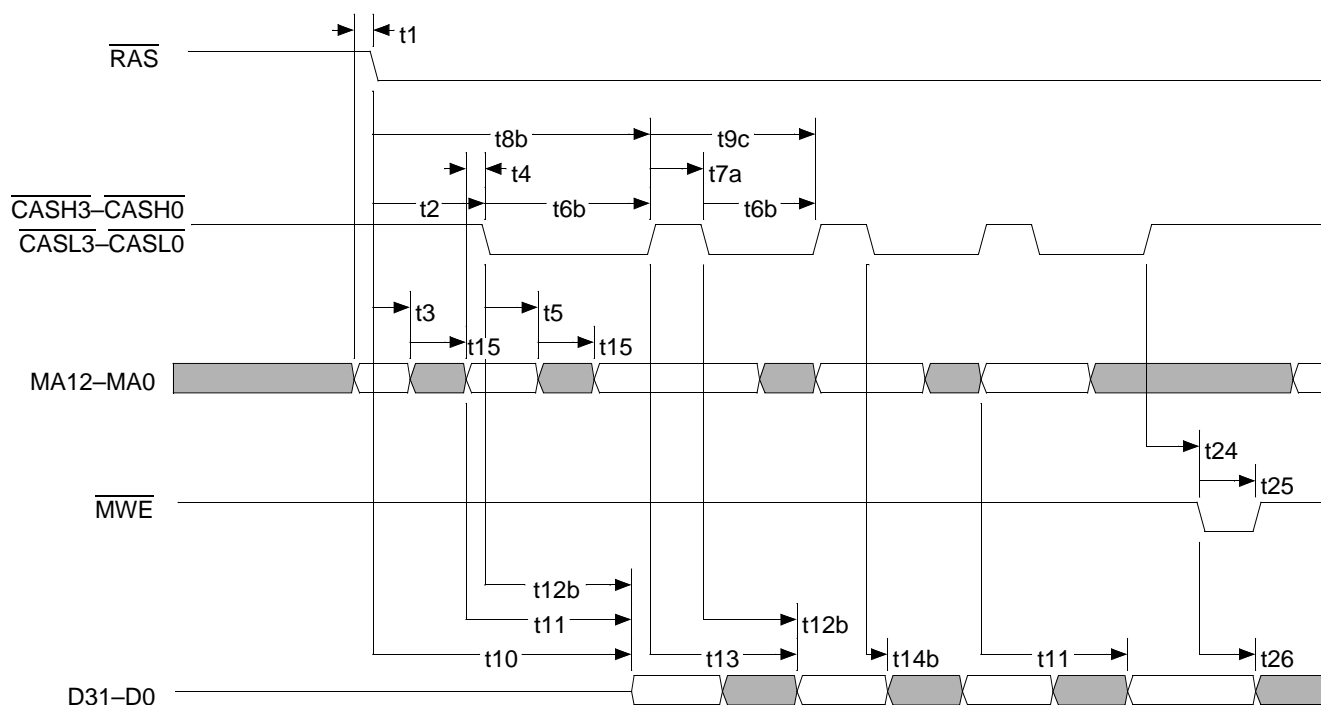 t1
RAS
t8b
t9c
t4
t7a
CASH3–CASH0
t2
t6b
t6b
CASL3–CASL0
t3
t5
t15
t15
MA12–MA0
t24
t25
MWE
t12b
t11
t12b
t10
t13
t14b
t11
t26
D31–D0